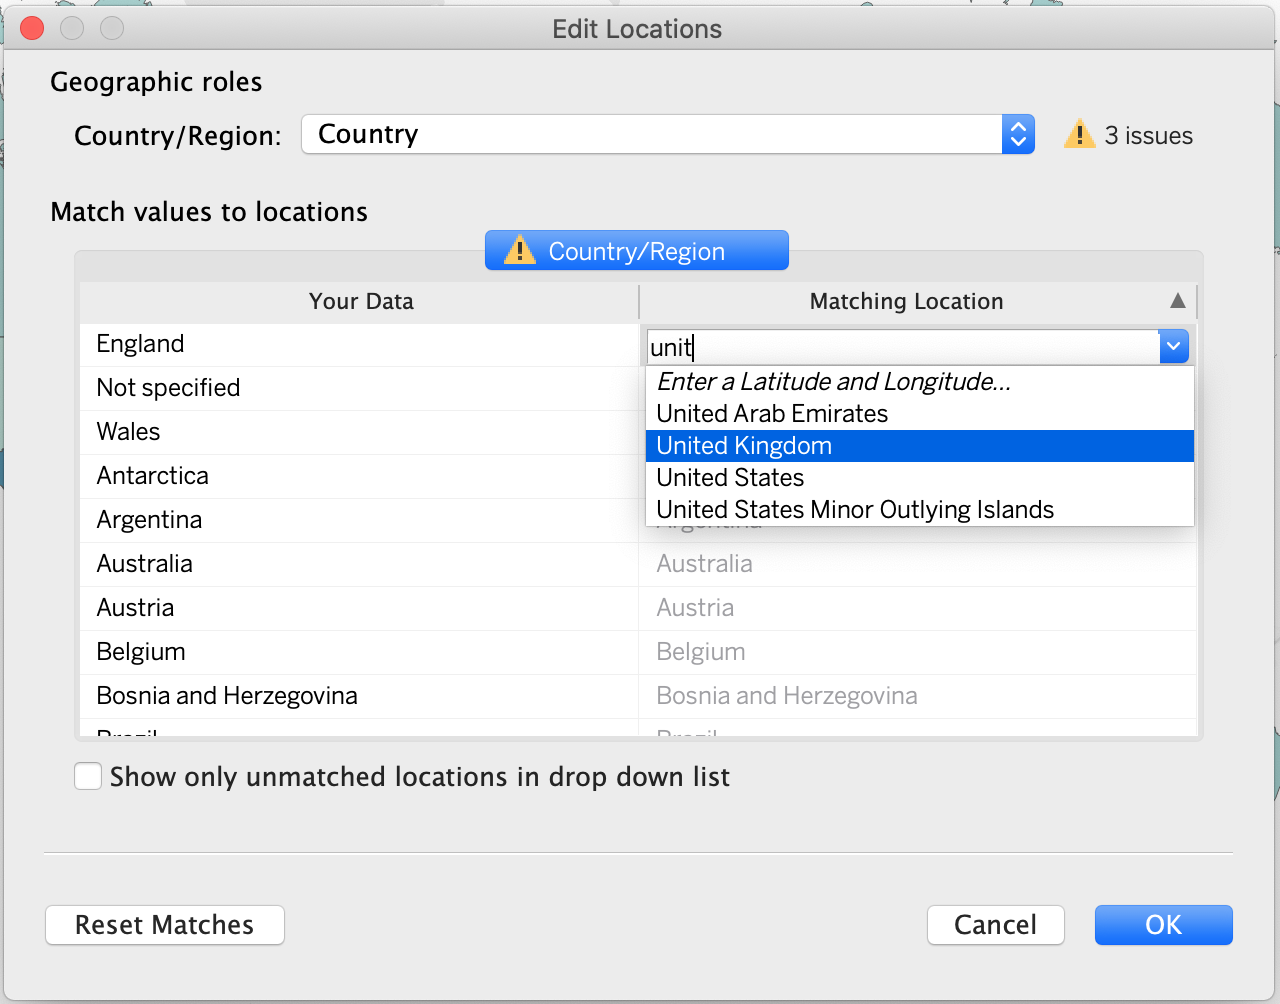 Edit Locations
Geographic roles
Country/Region: Country 3 issues
Match values to locations
Country/Region
Your Data Matching Location
England unit
Enter a Latitude and Longitude...
Not specified
United Arab Emirates
Wales United Kingdom
Antarctica United States
Argentina United States Minor Outlying Islands
Argentina
Australia Australia
Austria Austria
Belgium Belgium
Bosnia and Herzegovina Bosnia and Herzegovina
Brazil Brazil
Show only unmatched locations in drop down list
Reset Matches Cancel OK